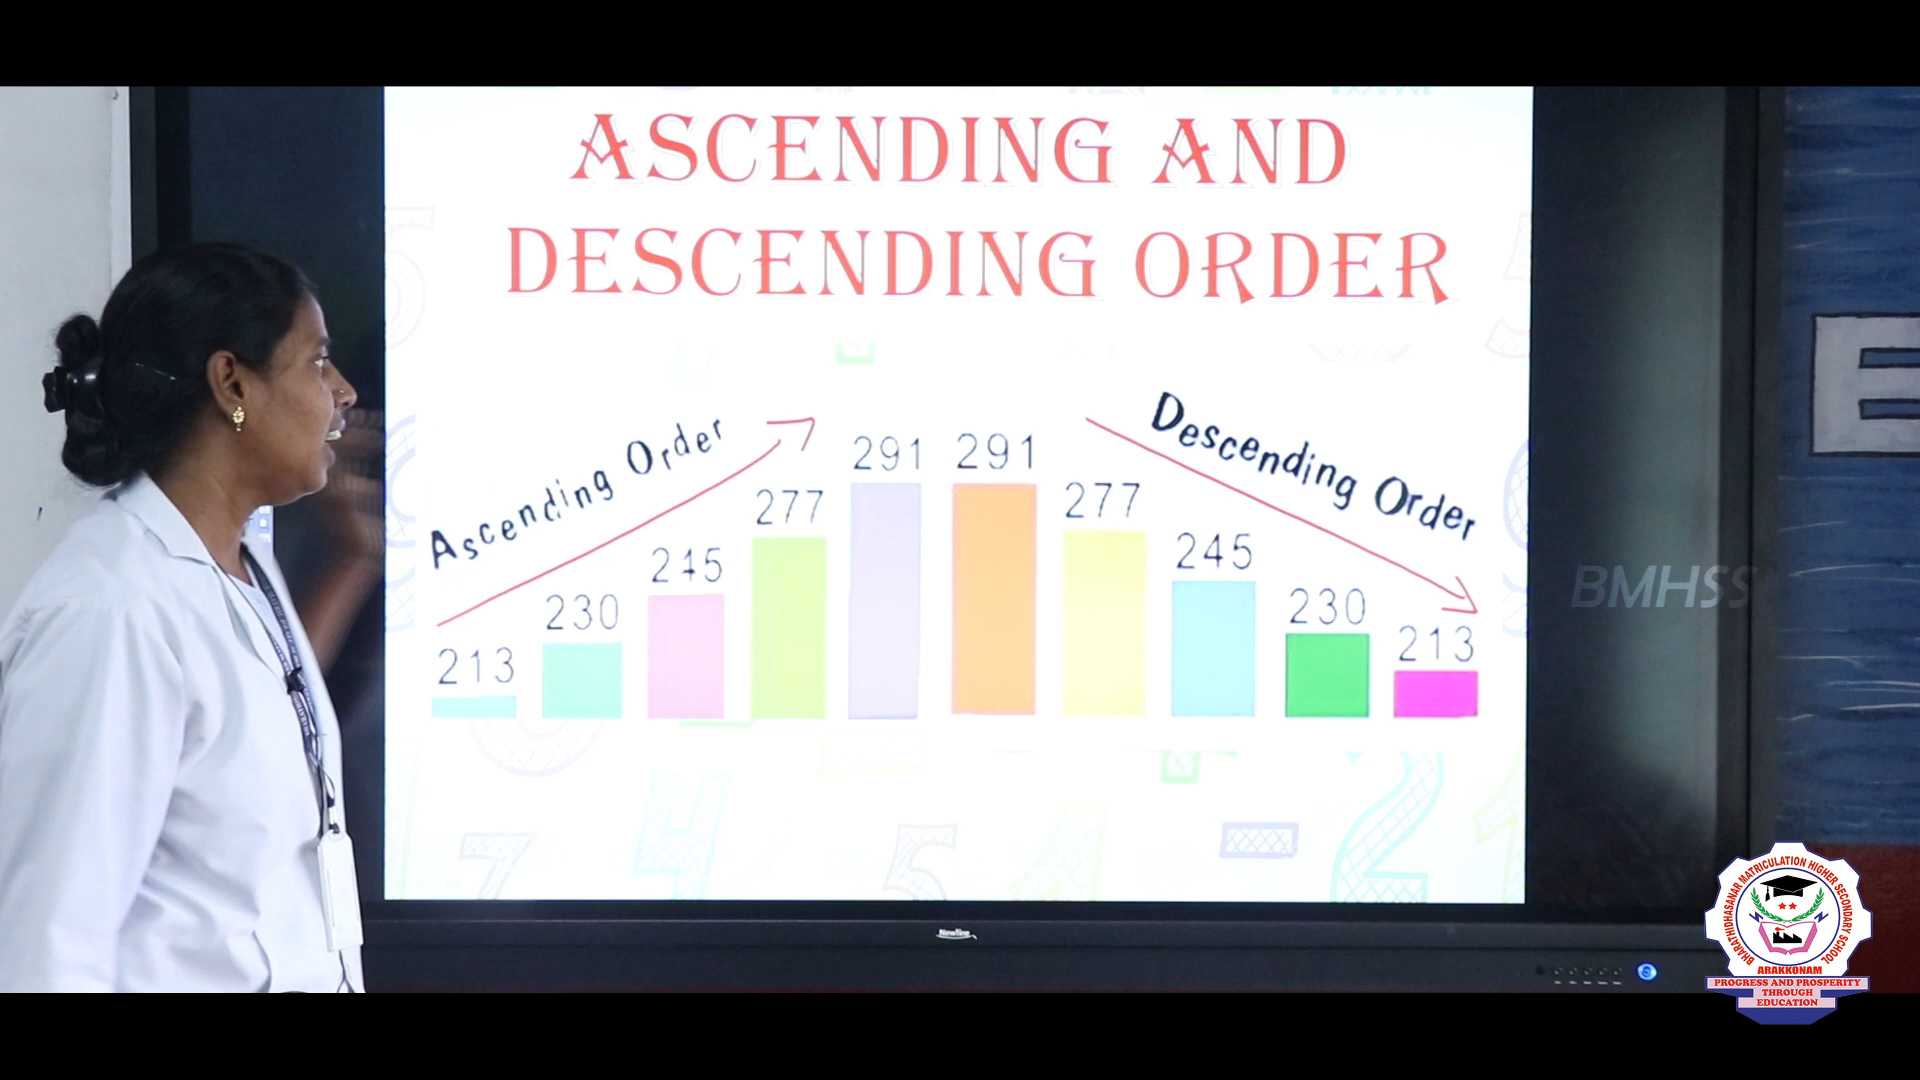 ASCENDING AND
DESCENDING ORDER
Ascending Order
Descending Order
213
230
245
277
291
291
277
245
230
213
BMHSS
Newline
BHARATHIDHASANAR MATRICULATION HIGHER SECONDARY SCHOOL
ARAKKONAM
PROGRESS AND PROSPERITY
THROUGH
EDUCATION